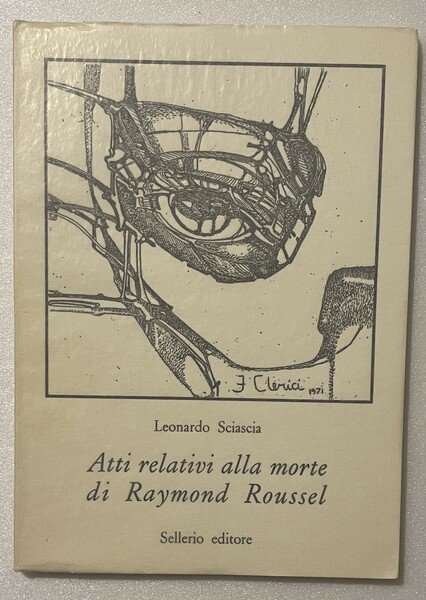 F Clerici 1971
Leonardo Sciascia
Atti relativi alla morte
di Raymond Roussel
Sellerio editore